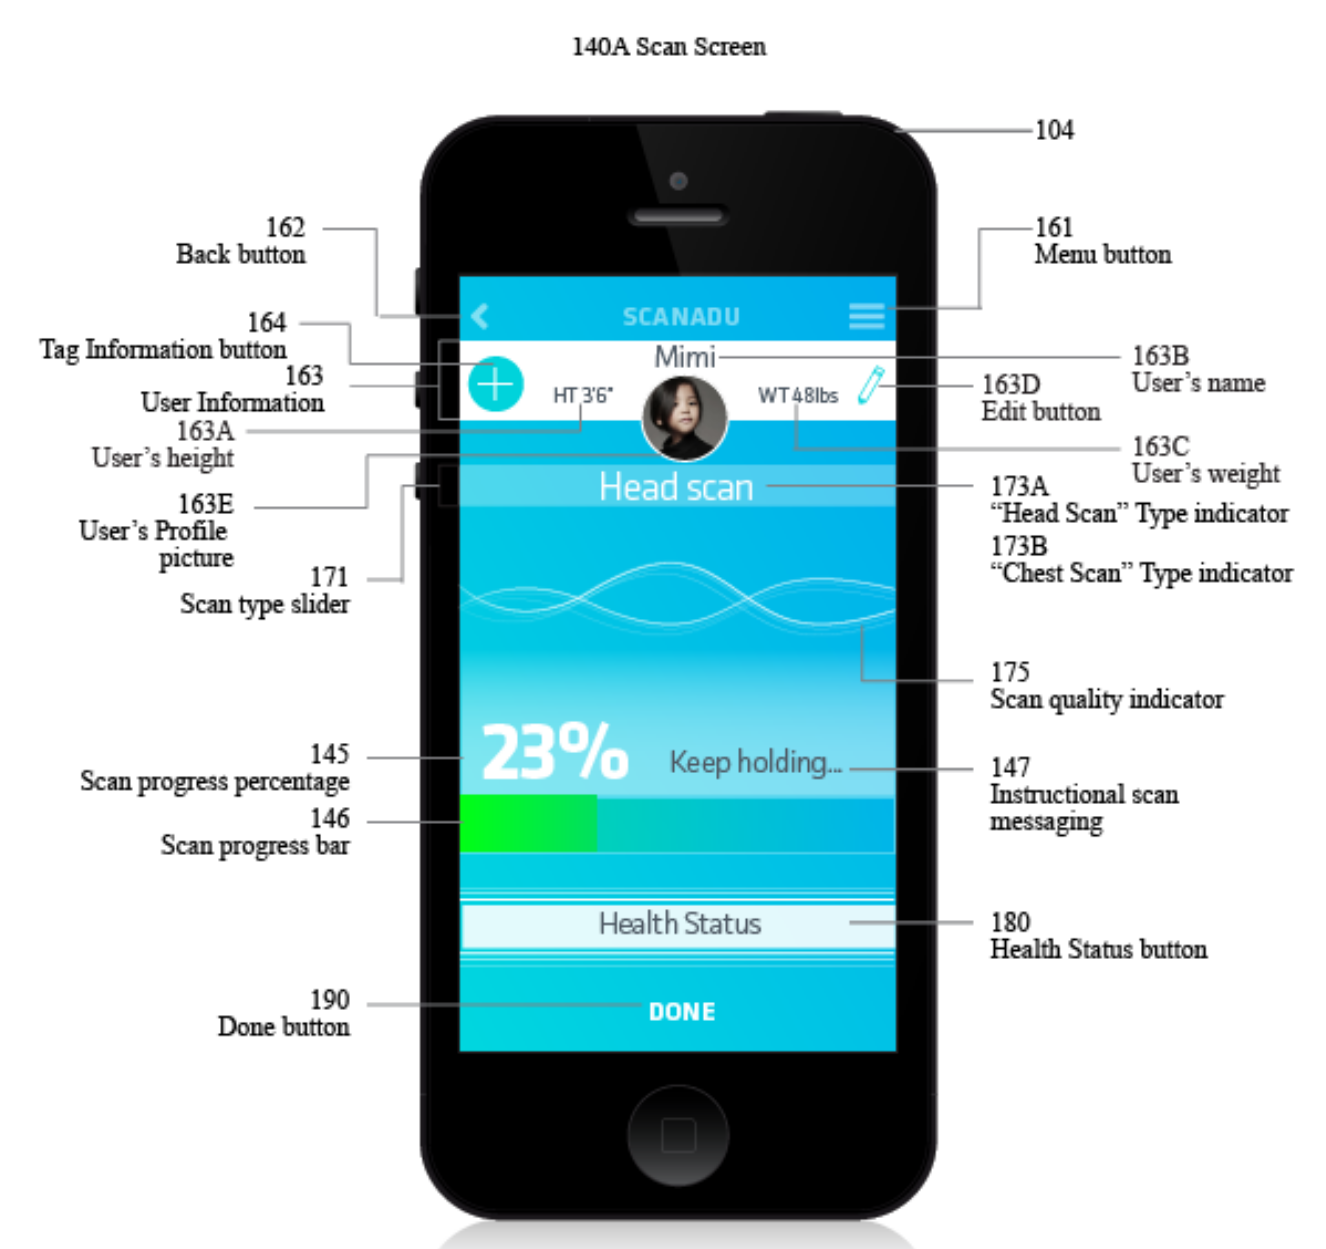 140A Scan Screen
104
162
Back button
161
Menu button
164
Tag Information button
163
User Information
163A
User's height
163E
User's Profile
picture
171
Scan type slider
SCANADU
Mimi
HT 3'6"
WT 48lbs
163B
User's name
163D
Edit button
163C
User's weight
Head scan
173A
“Head Scan” Type indicator
173B
“Chest Scan” Type indicator
175
Scan quality indicator
145
Scan progress percentage
23%
Keep holding...
147
Instructional scan
messaging
146
Scan progress bar
Health Status
180
Health Status button
190
Done button
DONE